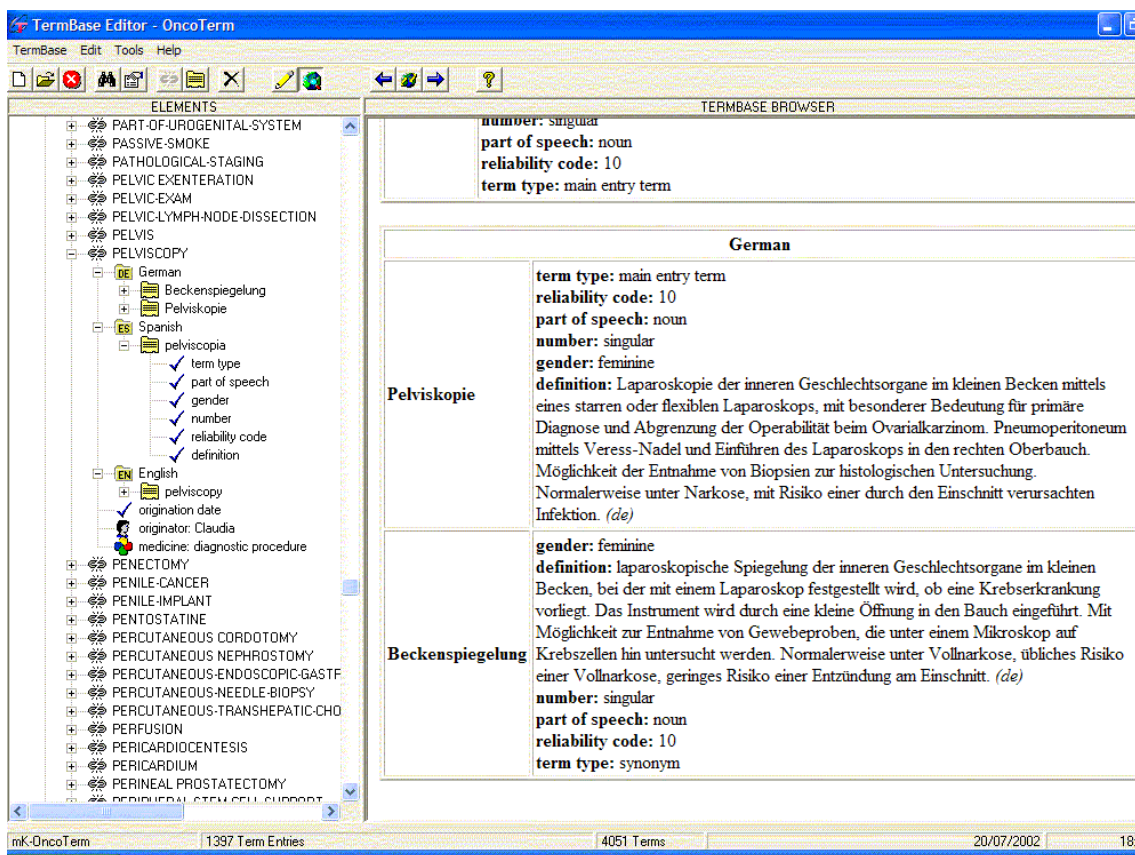 TermBase Editor - OncoTerm
TermBase Edit Tools Help
ELEMENTS
PART-OF-UROGENITAL-SYSTEM
PASSIVE-SMOKE
PATHOLOGICAL-STAGING
PELVIC EXENTERATION
PELVIC-EXAM
PELVIC-LYMPH-NODE-DISSECTION
PELVIS
PELVISCOPY
DE German
Beckenspiegelung
Pelviskopie
ES Spanish
pelviscopia
term type
part of speech
gender
number
reliability code
definition
EN English
pelviscopy
origination date
originator: Claudia
medicine: diagnostic procedure
PENECTOMY
PENILE-CANCER
PENILE-IMPLANT
PENTOSTATINE
PERCUTANEOUS CORDOTOMY
PERCUTANEOUS NEPHROSTOMY
PERCUTANEOUS-ENDOSCOPIC-GASTF
PERCUTANEOUS-NEEDLE-BIOPSY
PERCUTANEOUS-TRANSHEPATIC-CHO
PERFUSION
PERICARDIOCENTESIS
PERICARDIUM
PERINEAL PROSTATECTOMY
PERIPHERAL STEM CELL SUPPORT
TERMBASE BROWSER
number: singular
part of speech: noun
reliability code: 10
term type: main entry term
German
Pelviskopie
term type: main entry term
reliability code: 10
part of speech: noun
number: singular
gender: feminine
definition: Laparoskopie der inneren Geschlechtsorgane im kleinen Becken mittels
eines starren oder flexiblen Laparoskops, mit besonderer Bedeutung für primäre
Diagnose und Abgrenzung der Operabilität beim Ovarialkarzinom. Pneumoperitoneum
mittels Veress-Nadel und Einführen des Laparoskops in den rechten Oberbauch.
Möglichkeit der Entnahme von Biopsien zur histologischen Untersuchung.
Normalerweise unter Narkose, mit Risiko einer durch den Einschnitt verursachten
Infektion. (de)
Beckenspiegelung
gender: feminine
definition: laparoskopische Spiegelung der inneren Geschlechtsorgane im kleinen
Becken, bei der mit einem Laparoskop festgestellt wird, ob eine Krebserkrankung
vorliegt. Das Instrument wird durch eine kleine Öffnung in den Bauch eingeführt. Mit
Möglichkeit zur Entnahme von Gewebeproben, die unter einem Mikroskop auf
Krebszellen hin untersucht werden. Normalerweise unter Vollnarkose, übliches Risiko
einer Vollnarkose, geringes Risiko einer Entzündung am Einschnitt. (de)
number: singular
part of speech: noun
reliability code: 10
term type: synonym
mK-OncoTerm 1397 Term Entries 4051 Terms 20/07/2002 18